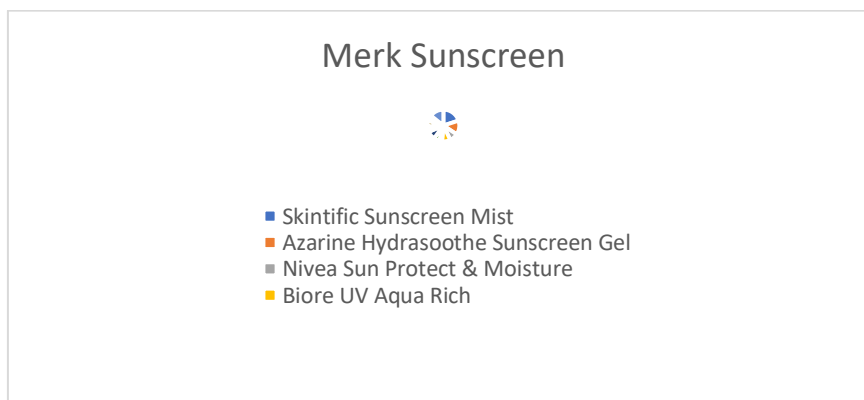 Merk Sunscreen
Skintific Sunscreen Mist
Azarine Hydrasoothe Sunscreen Gel
Nivea Sun Protect & Moisture
Biore UV Aqua Rich